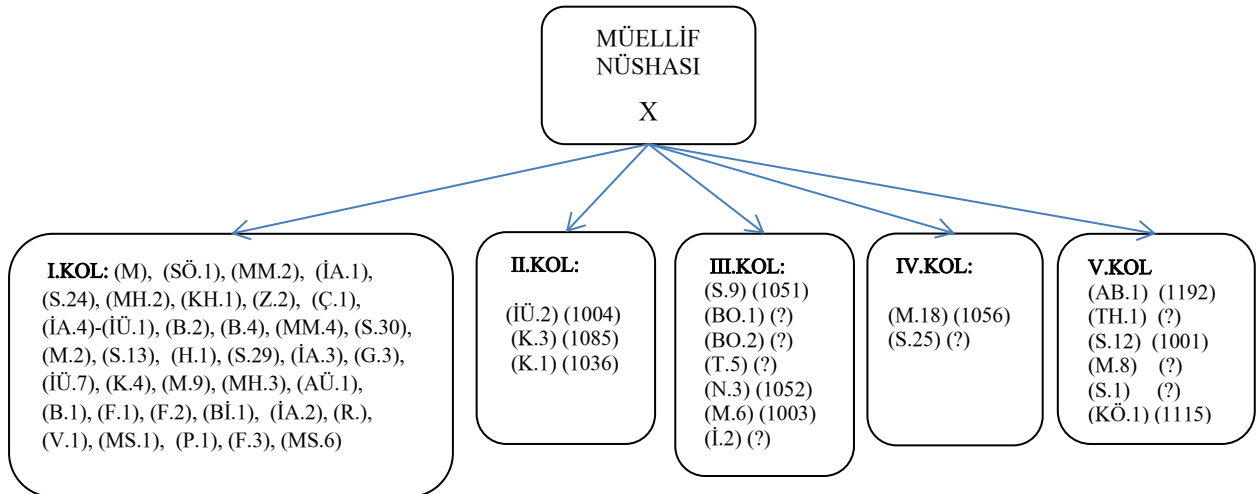 MÜELLİF
NÜSHASI
X
I.KOL: (M), (SÖ.1), (MM.2), (İA.1),
(S.24), (MH.2), (KH.1), (Z.2), (Ç.1),
(İA.4)-(İÜ.1), (B.2), (B.4), (MM.4), (S.30),
(M.2), (S.13), (H.1), (S.29), (İA.3), (G.3),
(İÜ.7), (K.4), (M.9), (MH.3), (AÜ.1),
(B.1), (F.1), (F.2), (Bİ.1), (İA.2), (R.),
(V.1), (MS.1), (P.1), (F.3), (MS.6)
II.KOL:
(İÜ.2) (1004)
(K.3) (1085)
(K.1) (1036)
III.KOL:
(S.9) (1051)
(BO.1) (?)
(BO.2) (?)
(T.5) (?)
(N.3) (1052)
(M.6) (1003)
(İ.2) (?)
IV.KOL:
(M.18) (1056)
(S.25) (?)
V.KOL
(AB.1) (1192)
(TH.1) (?)
(S.12) (1001)
(M.8) (?)
(S.1) (?)
(KÖ.1) (1115)